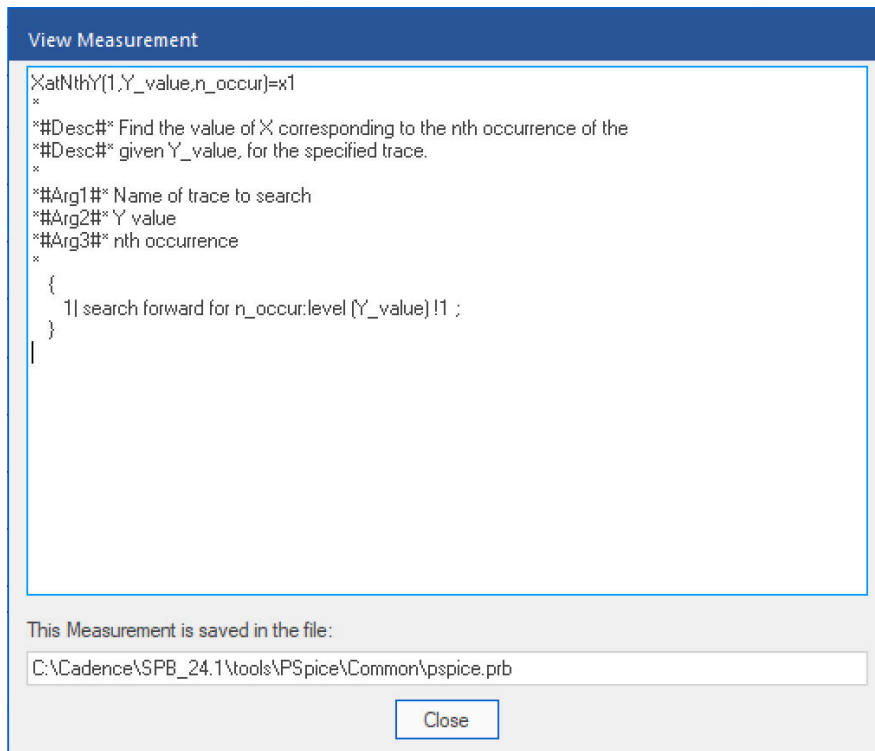 View Measurement
XatNthY(1,Y_value,n_occur)=x1
*
*#Desc#* Find the value of X corresponding to the nth occurrence of the
*#Desc#* given Y_value, for the specified trace.
*
*#Arg1#* Name of trace to search
*#Arg2#* Y value
*#Arg3#* nth occurrence
*
{
1| search forward for n_occur:level (Y_value) !1 ;
}
This Measurement is saved in the file:
C:\Cadence\SPB_24.1\tools\PSpice\Common\pspice.prb
Close